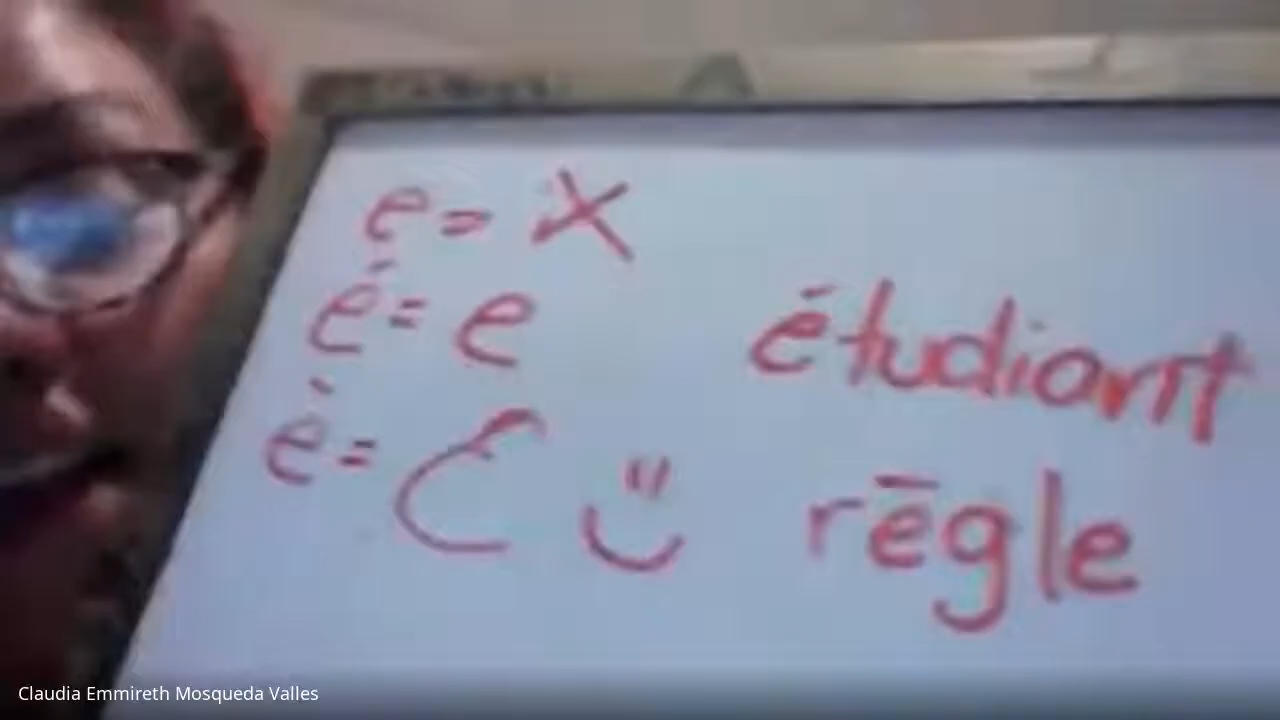 e = X
é = e
étudiant
è = E
règle
Claudia Emmireth Mosqueda Valles